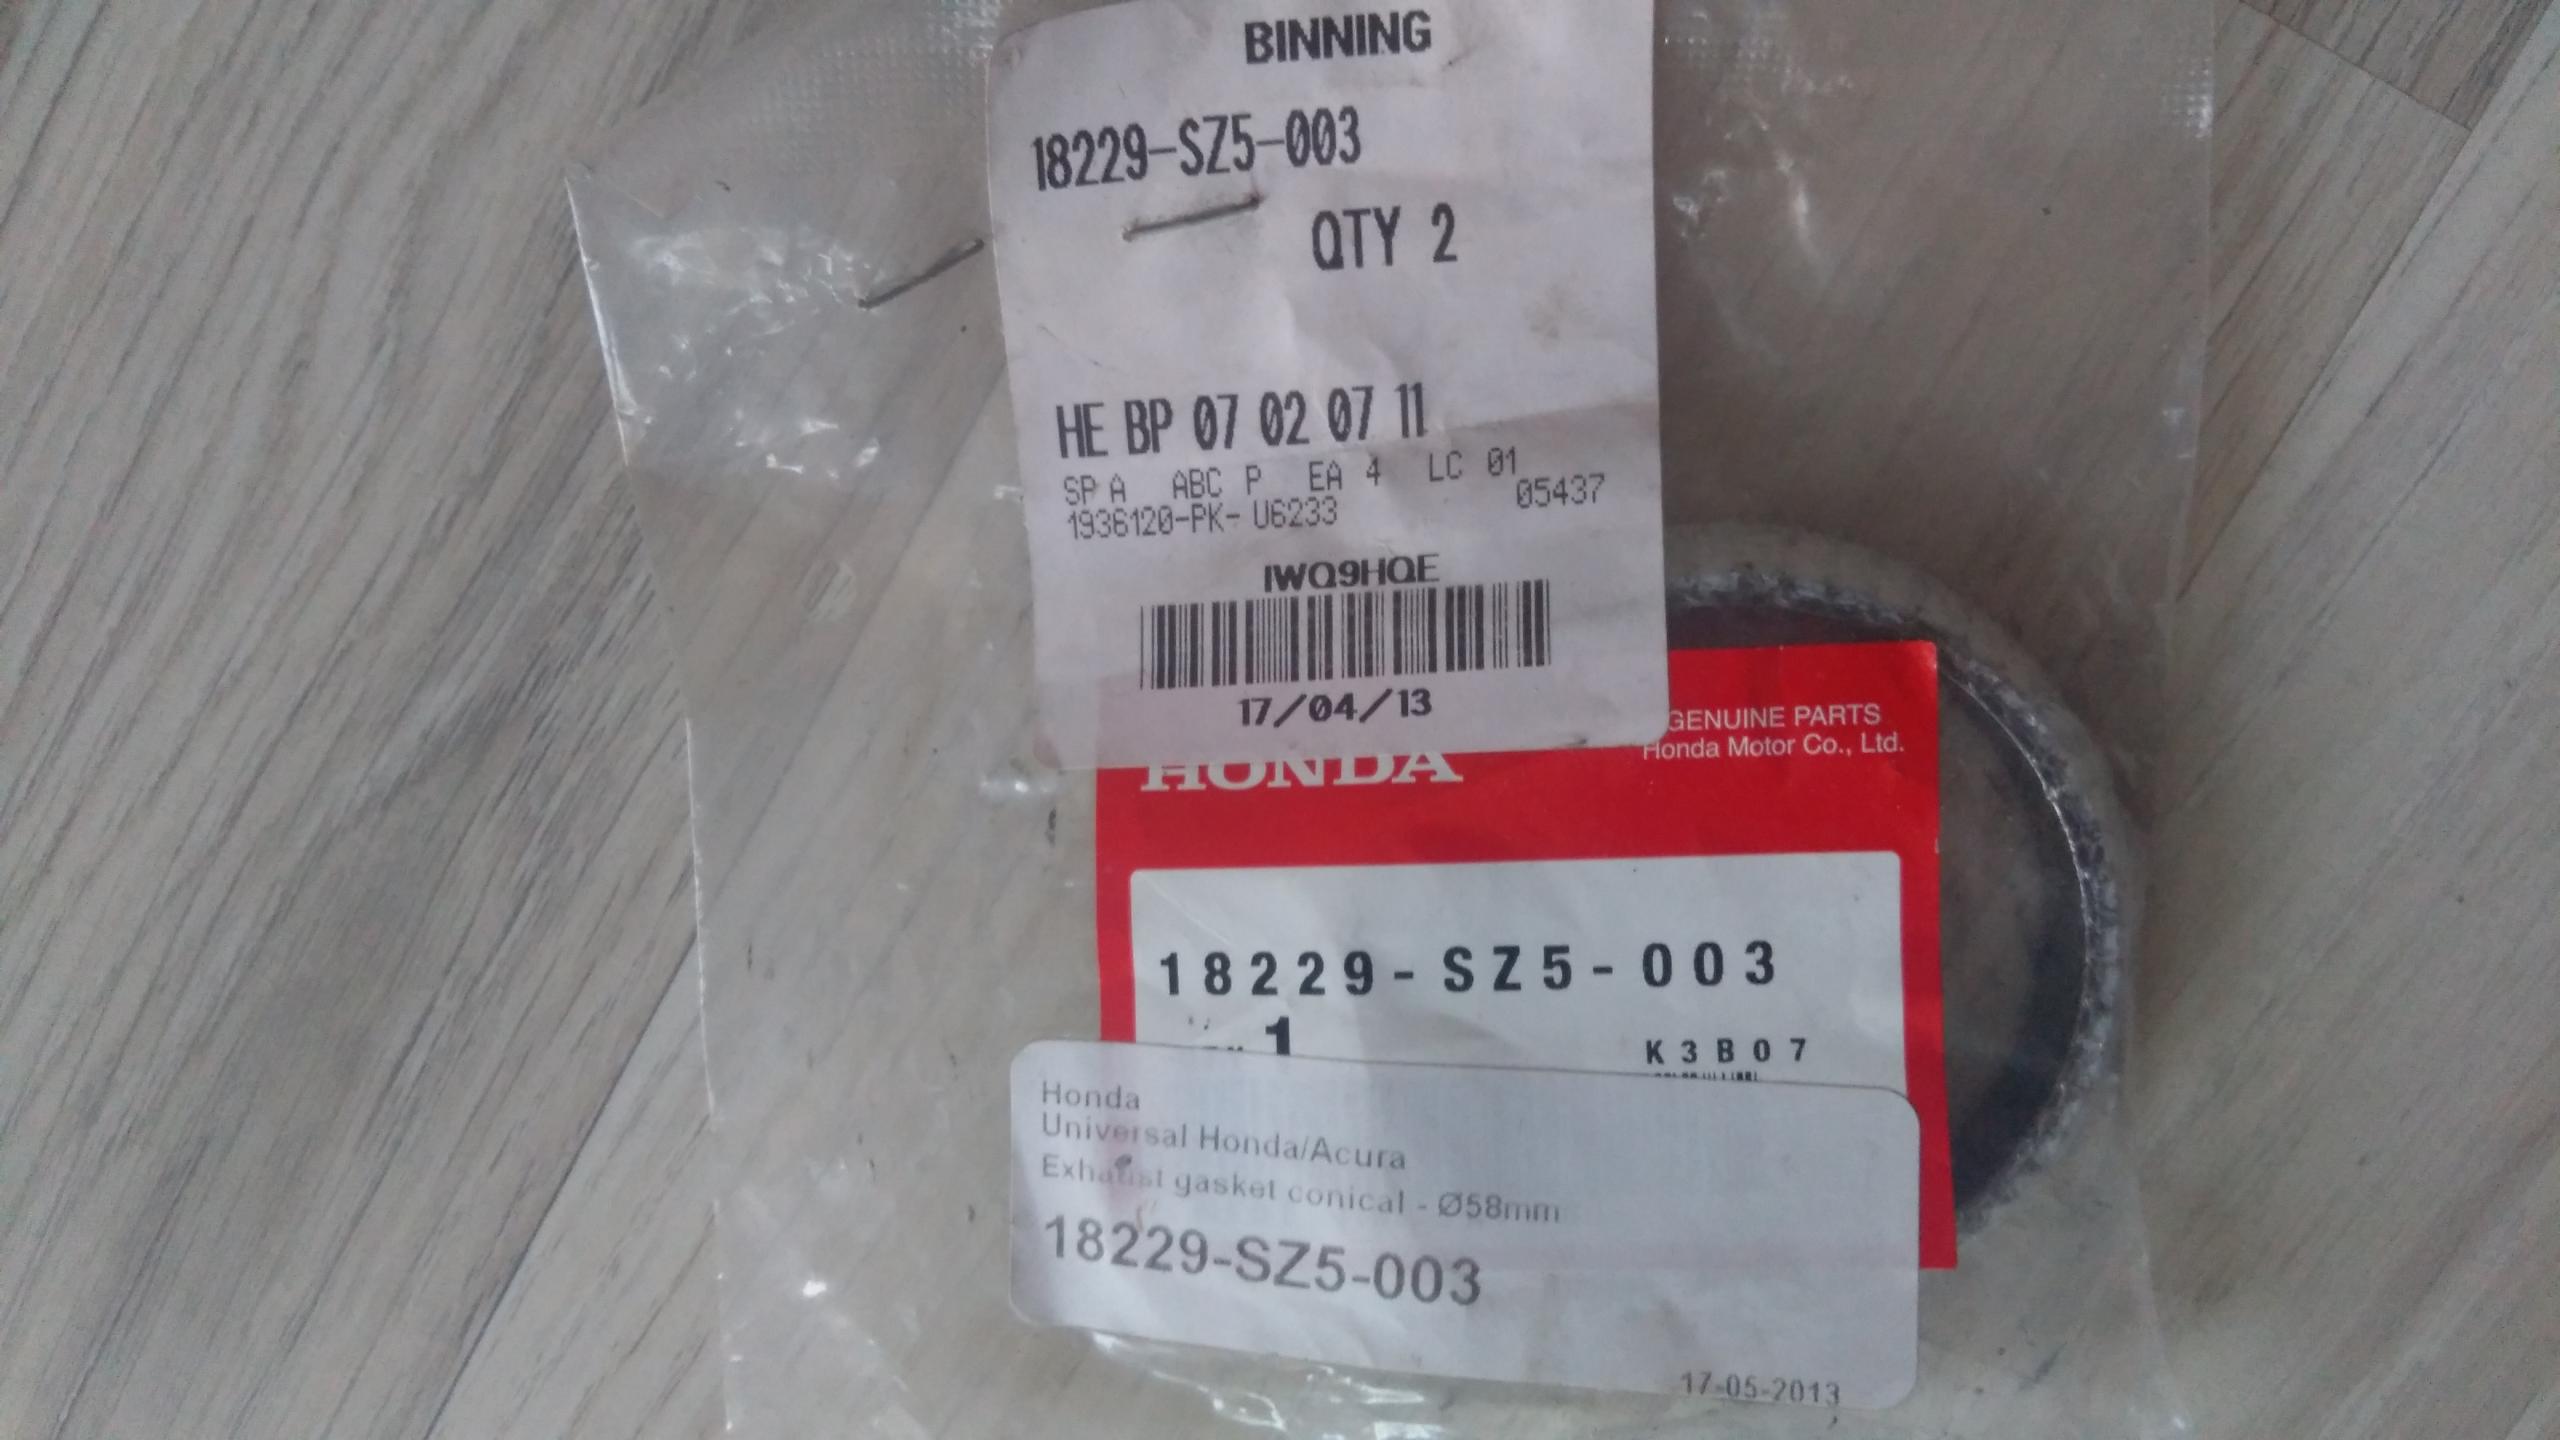 BINNING
18229-SZ5-003
QTY 2
HE BP 07 02 07 11
SP A ABC P EA 4 LC 01
1936120-PK- U6233 05437
IWQ9HQE
17/04/13
HONDA
GENUINE PARTS
Honda Motor Co., Ltd.
18229-SZ5-003
1
K3B07
Honda
Universal Honda/Acura
Exhaust gasket conical - Ø58mm
18229-SZ5-003
17-05-2013